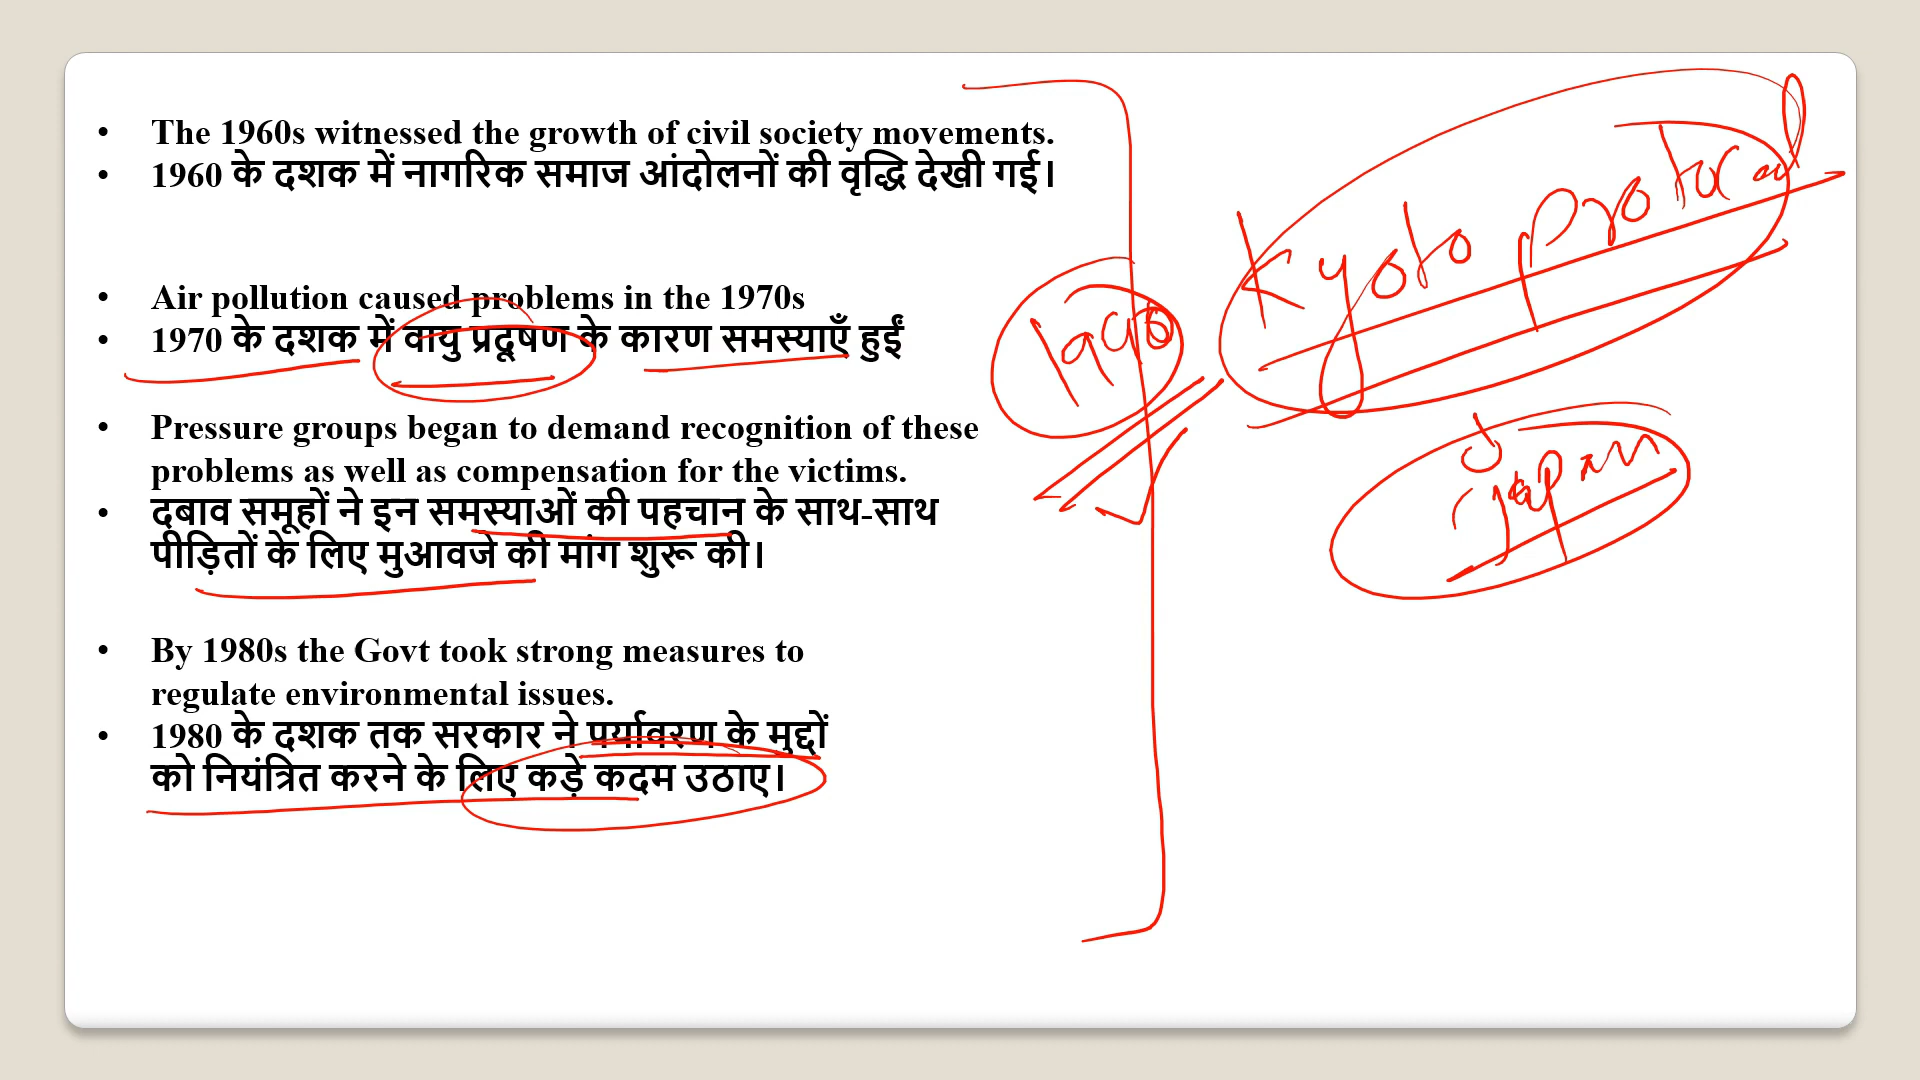 • The 1960s witnessed the growth of civil society movements.
• 1960 के दशक में नागरिक समाज आंदोलनों की वृद्धि देखी गई।
• Air pollution caused problems in the 1970s
• 1970 के दशक में वायु प्रदूषण के कारण समस्याएँ हुईं
• Pressure groups began to demand recognition of these
problems as well as compensation for the victims.
• दबाव समूहों ने इन समस्याओं की पहचान के साथ-साथ
पीड़ितों के लिए मुआवजे की मांग शुरू की।
• By 1980s the Govt took strong measures to
regulate environmental issues.
• 1980 के दशक तक सरकार ने पर्यावरण के मुद्दों
को नियंत्रित करने के लिए कड़े कदम उठाए।
1990
Kyoto Protocol
Japan